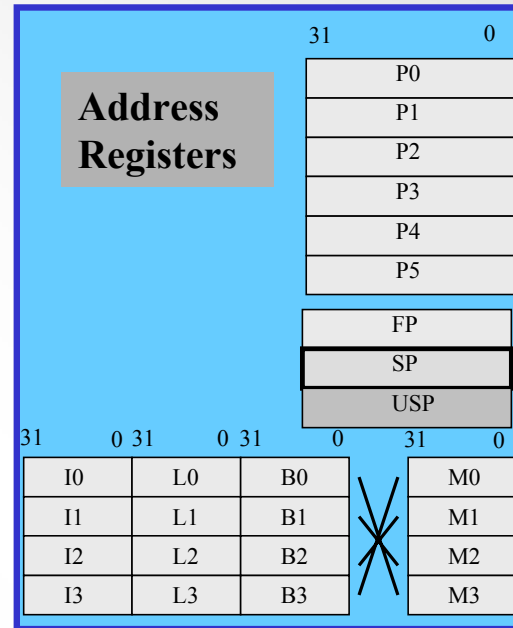 31 0
Address
Registers
P0
P1
P2
P3
P4
P5
FP
SP
USP
31 0 31 0 31 0 31 0
I0 L0 B0 M0
I1 L1 B1 M1
I2 L2 B2 M2
I3 L3 B3 M3